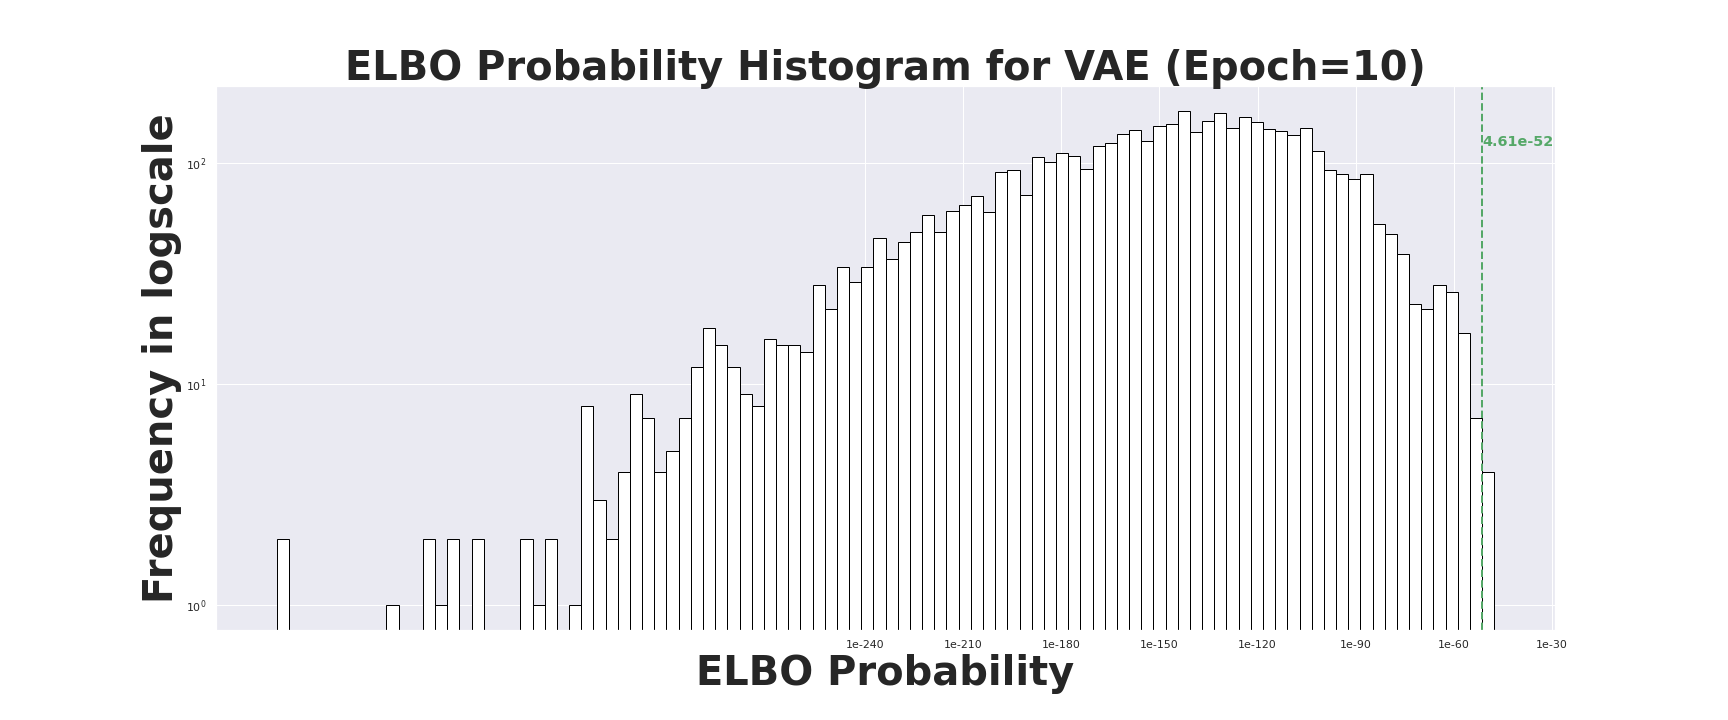 ELBO Probability Histogram for VAE (Epoch=10)
Frequency in logscale
10²
10¹
10⁰
4.61e-52
1e-240 1e-210 1e-180 1e-150 1e-120 1e-90 1e-60 1e-30
ELBO Probability